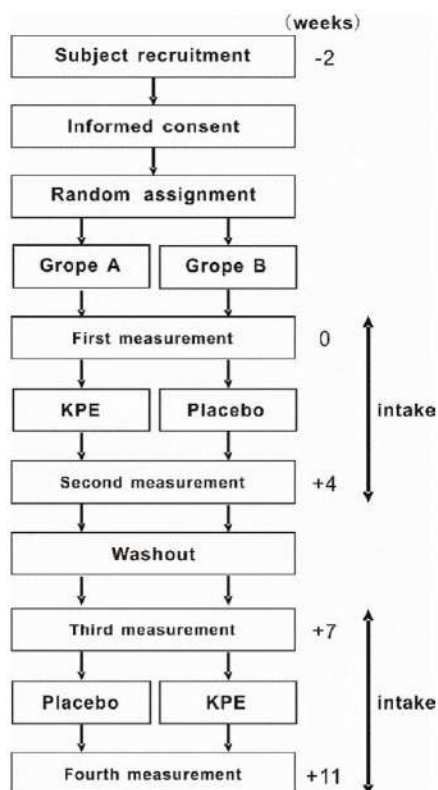 (weeks)
Subject recruitment -2
Informed consent
Random assignment
Grope A Grope B
First measurement 0
KPE Placebo intake
Second measurement +4
Washout
Third measurement +7
Placebo KPE intake
Fourth measurement +11